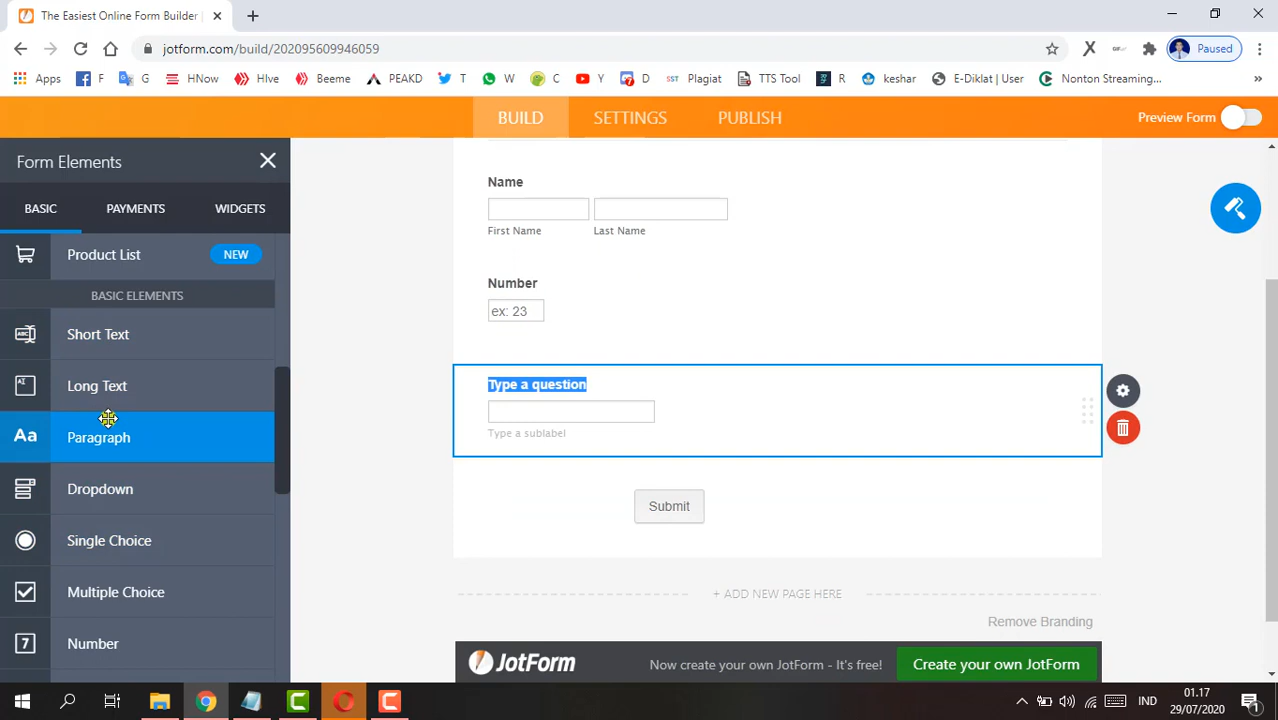 The Easiest Online Form Builder
jotform.com/build/202095609946059
Paused
Apps
F
G
HNow
HIve
Beeme
PEAKD
T
W
C
Y
D
SST
Plagiat
TTS Tool
R
keshar
E-Diklat | User
Nonton Streaming...
»
BUILD
SETTINGS
PUBLISH
Preview Form
Form Elements
BASIC
PAYMENTS
WIDGETS
Product List
NEW
BASIC ELEMENTS
Short Text
Long Text
Aa
Paragraph
Dropdown
Single Choice
Multiple Choice
7
Number
Name
First Name
Last Name
Number
ex: 23
Type a question
Type a sublabel
Submit
+ ADD NEW PAGE HERE
Remove Branding
JotForm
Now create your own JotForm - It's free!
Create your own JotForm
IND
01.17
29/07/2020
1